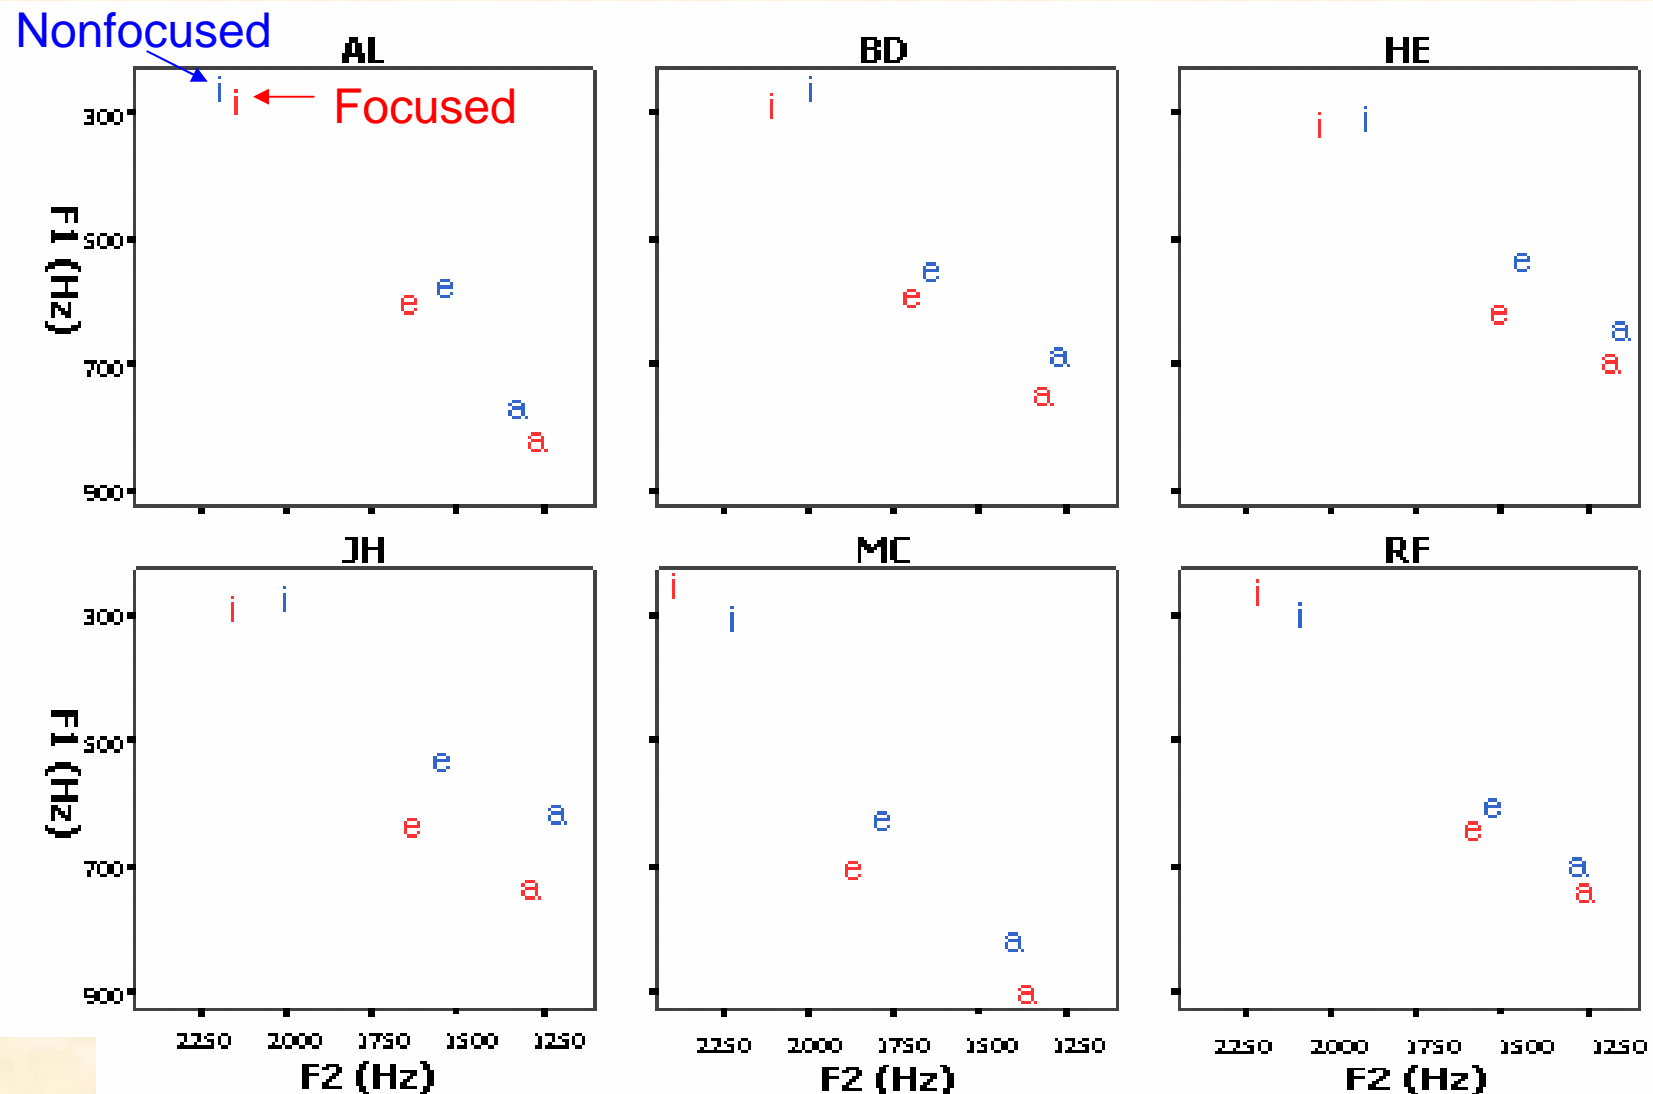 Nonfocused
AL BD HE
i i Focused i i i i
300
F1 (Hz)
500
e e e e e e
700
a a a a a a
900
JH MC RF
i i i i i i
300
F1 (Hz)
500
e e e e e e
700
a a a a a a
900
2250 2000 1750 1500 1250 2250 2000 1750 1500 1250 2250 2000 1750 1500 1250
F2 (Hz) F2 (Hz) F2 (Hz)